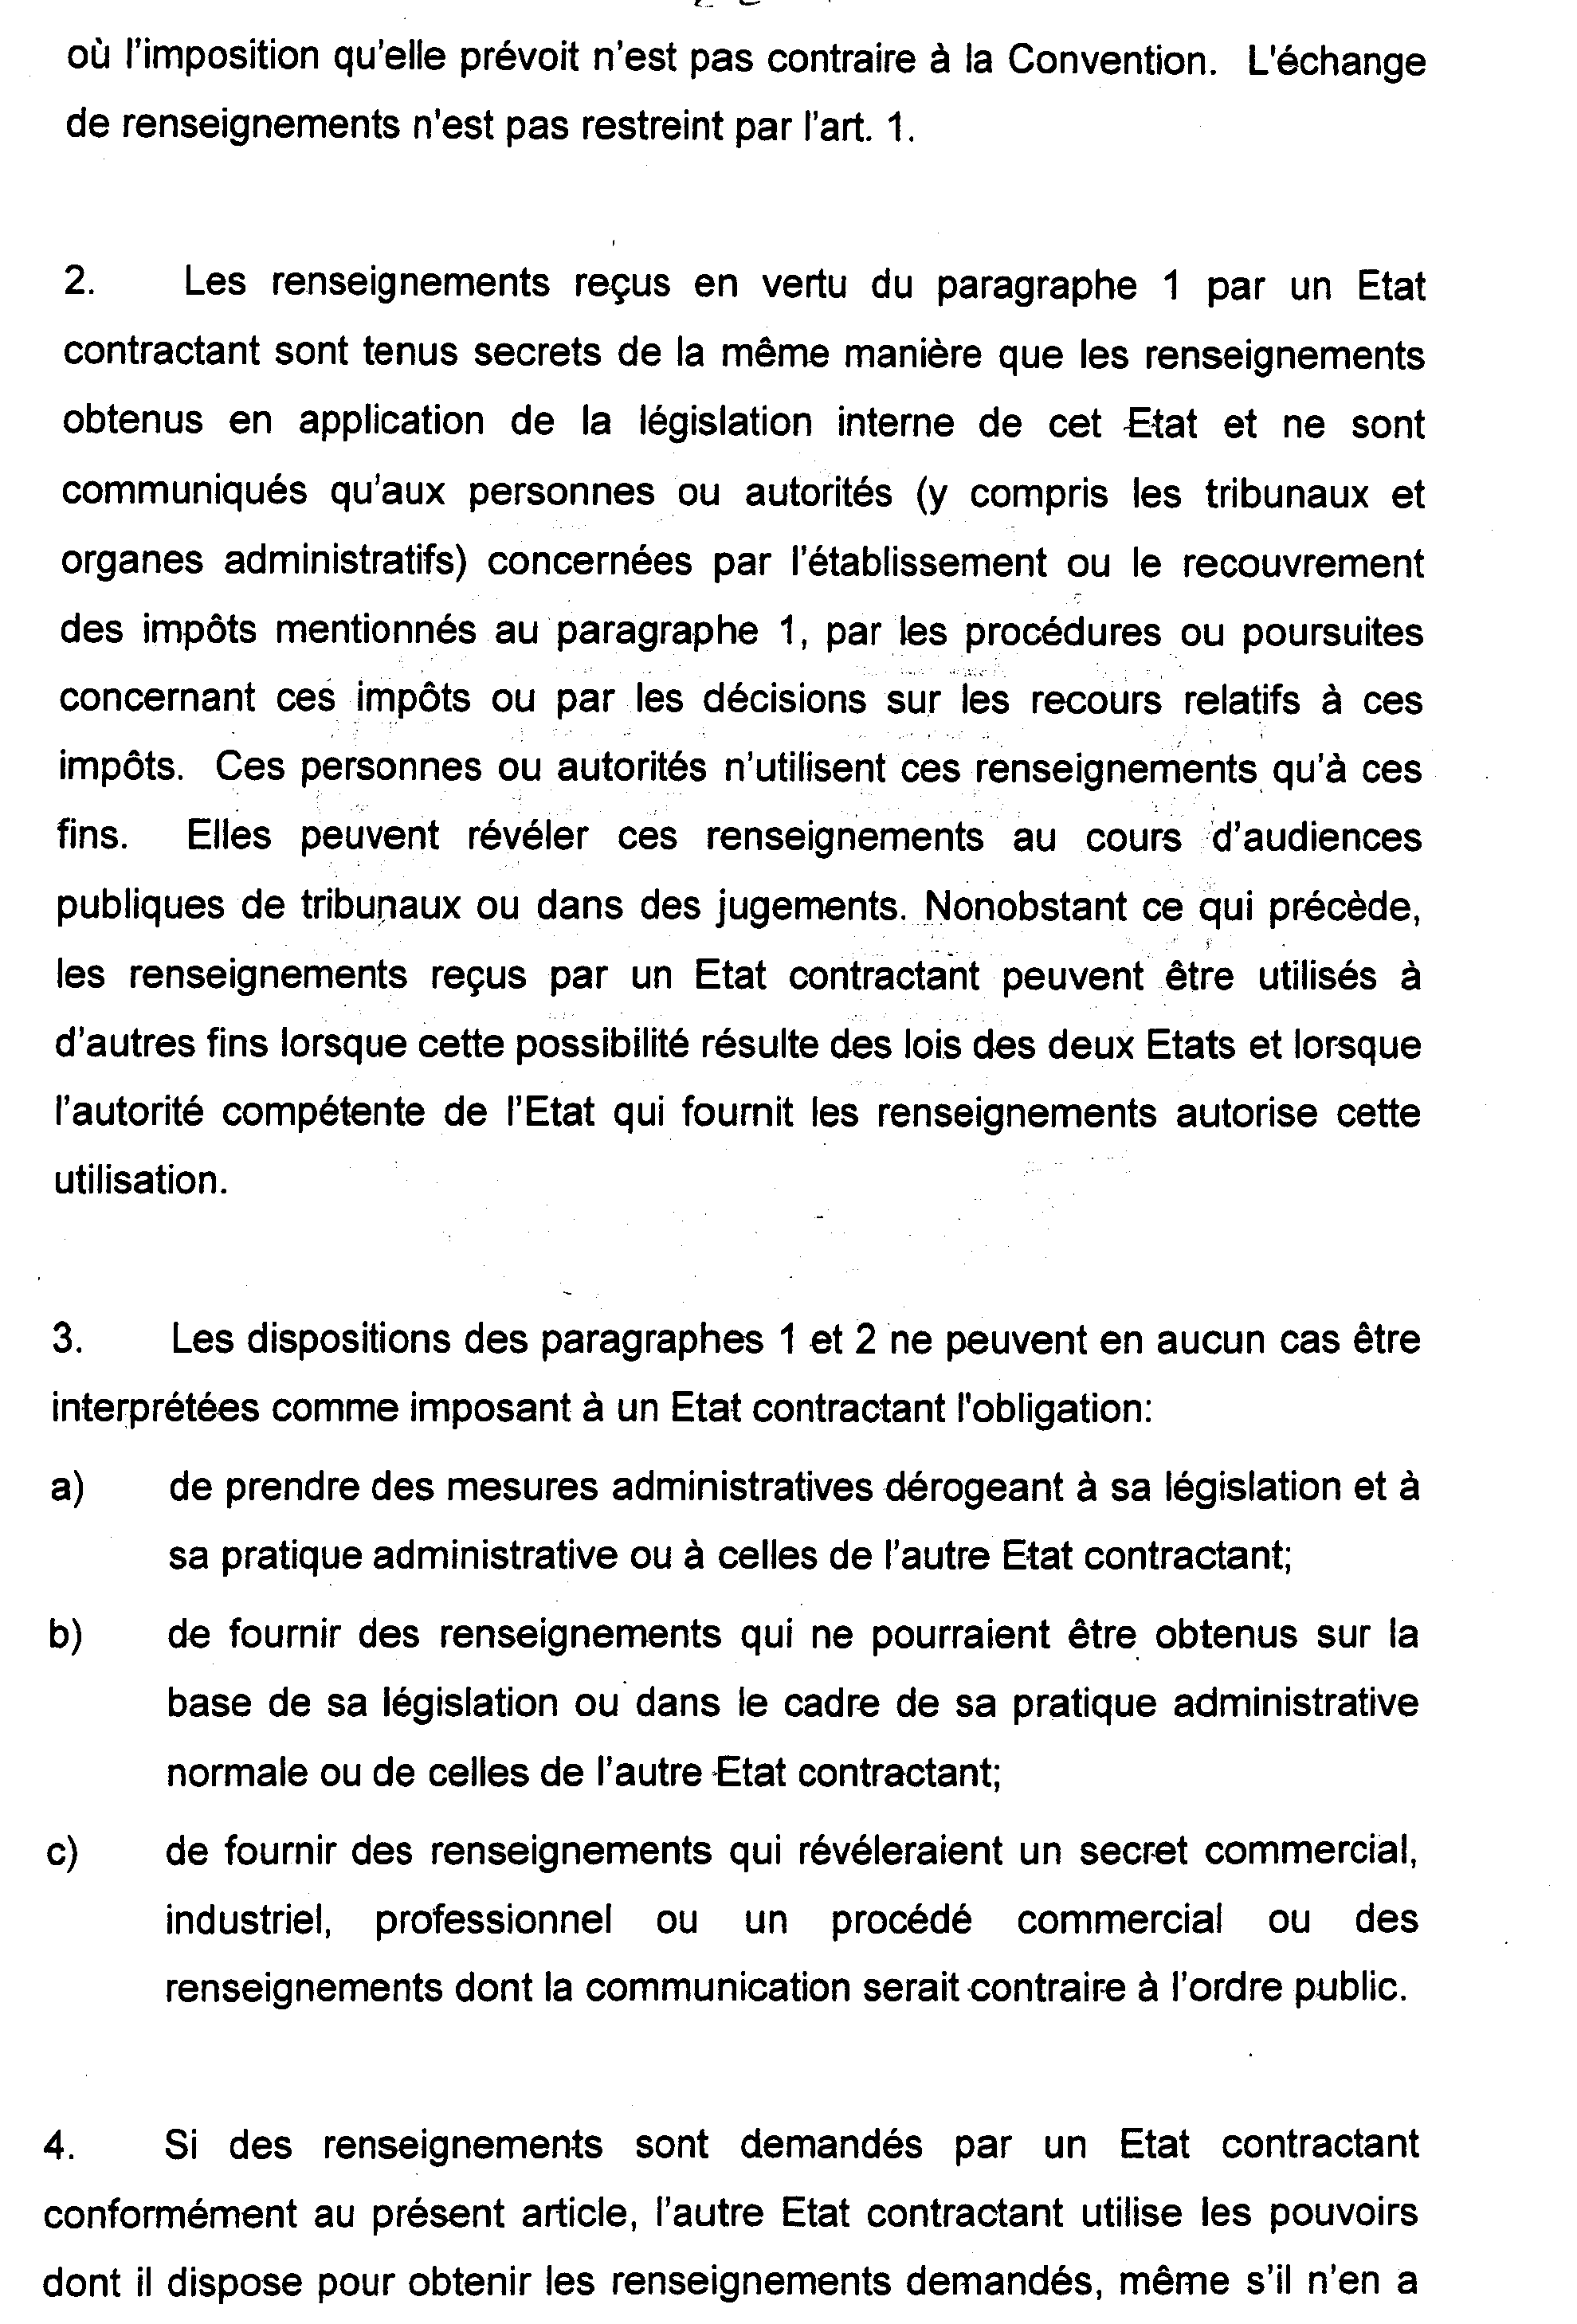 où l'imposition qu'elle prévoit n'est pas contraire à la Convention. L'échange
de renseignements n'est pas restreint par l'art. 1.
2. Les renseignements reçus en vertu du paragraphe 1 par un Etat
contractant sont tenus secrets de la même manière que les renseignements
obtenus en application de la législation interne de cet Etat et ne sont
communiqués qu'aux personnes ou autorités (y compris les tribunaux et
organes administratifs) concernées par l'établissement ou le recouvrement
des impôts mentionnés au paragraphe 1, par les procédures ou poursuites
concernant ces impôts ou par les décisions sur les recours relatifs à ces
impôts. Ces personnes ou autorités n'utilisent ces renseignements qu'à ces
fins. Elles peuvent révéler ces renseignements au cours d'audiences
publiques de tribunaux ou dans des jugements. Nonobstant ce qui précède,
les renseignements reçus par un Etat contractant peuvent être utilisés à
d'autres fins lorsque cette possibilité résulte des lois des deux Etats et lorsque
l'autorité compétente de l'Etat qui fournit les renseignements autorise cette
utilisation.
3. Les dispositions des paragraphes 1 et 2 ne peuvent en aucun cas être
interprétées comme imposant à un Etat contractant l'obligation:
a) de prendre des mesures administratives dérogeant à sa législation et à
sa pratique administrative ou à celles de l'autre Etat contractant;
b) de fournir des renseignements qui ne pourraient être obtenus sur la
base de sa législation ou dans le cadre de sa pratique administrative
normale ou de celles de l'autre Etat contractant;
c) de fournir des renseignements qui révéleraient un secret commercial,
industriel, professionnel ou un procédé commercial ou des
renseignements dont la communication serait contraire à l'ordre public.
4. Si des renseignements sont demandés par un Etat contractant
conformément au présent article, l'autre Etat contractant utilise les pouvoirs
dont il dispose pour obtenir les renseignements demandés, même s'il n'en a